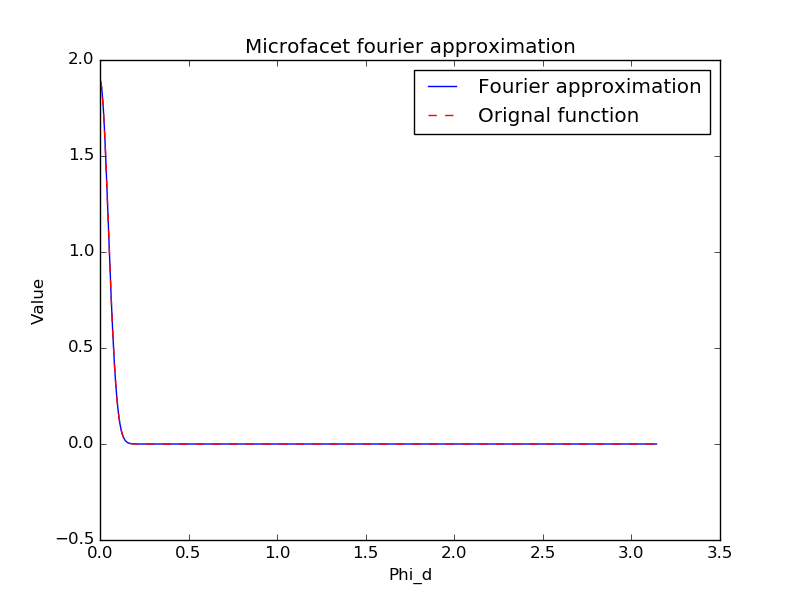 Microfacet fourier approximation
Fourier approximation
Orignal function
2.0
1.5
1.0
0.5
0.0
−0.5
Value
0.0 0.5 1.0 1.5 2.0 2.5 3.0 3.5
Phi_d